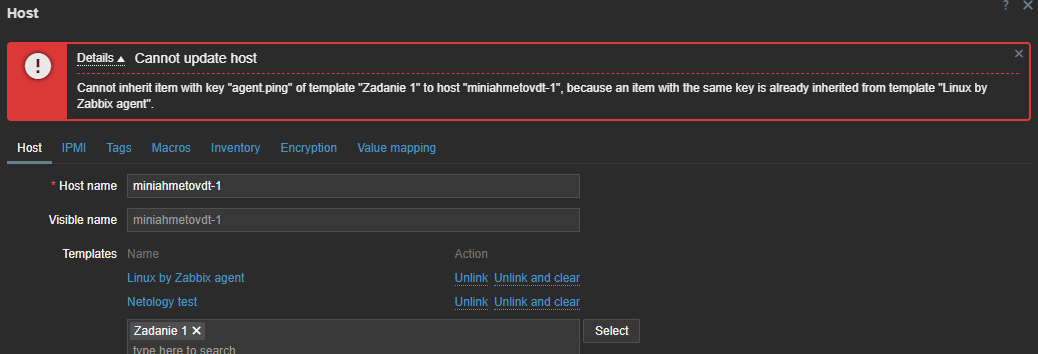 Host
? ✕
Details ▲ Cannot update host
Cannot inherit item with key "agent.ping" of template "Zadanie 1" to host "miniahmetovdt-1", because an item with the same key is already inherited from template "Linux by
Zabbix agent".
Host IPMI Tags Macros Inventory Encryption Value mapping
* Host name miniahmetovdt-1
Visible name miniahmetovdt-1
Templates Name Action
Linux by Zabbix agent Unlink Unlink and clear
Netology test Unlink Unlink and clear
Zadanie 1 ✕ Select
type here to search